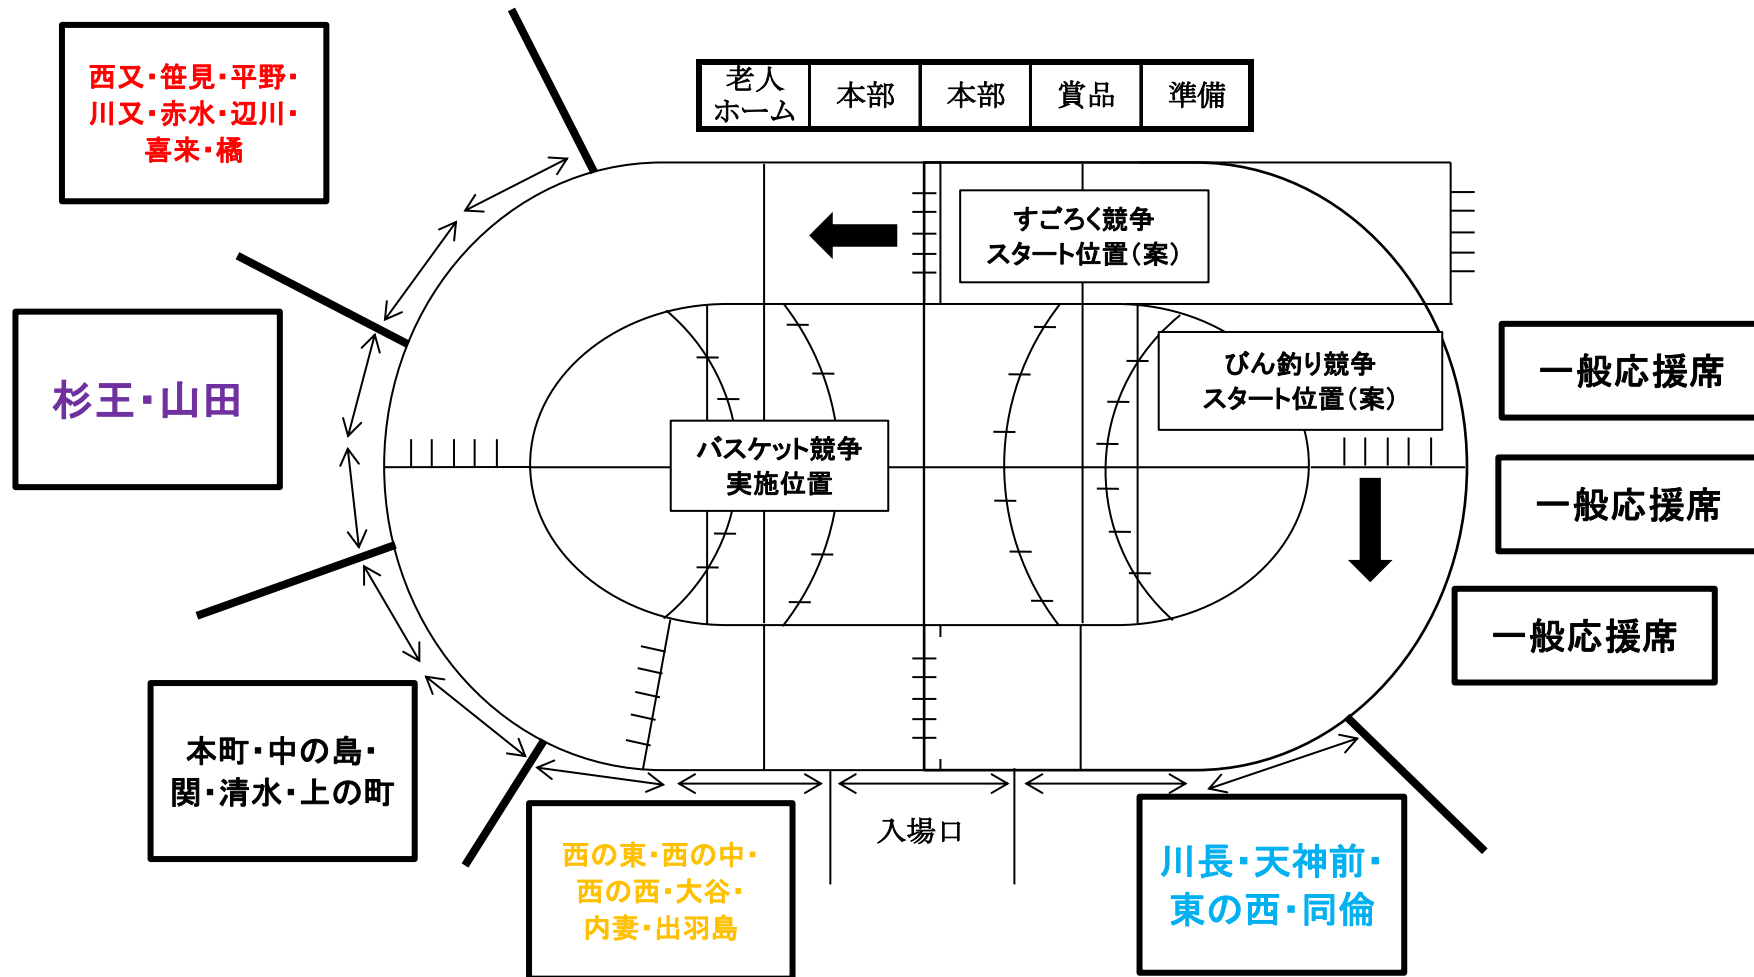 西又・笹見・平野・
川又・赤水・辺川・
喜来・橘
老人
ホーム
本部
本部
賞品
準備
すごろく競争
スタート位置（案）
杉王・山田
びん釣り競争
スタート位置（案）
一般応援席
バスケット競争
実施位置
一般応援席
一般応援席
本町・中の島・
関・清水・上の町
入場口
西の東・西の中・
西の西・大谷・
内妻・出羽島
川長・天神前・
東の西・同倫